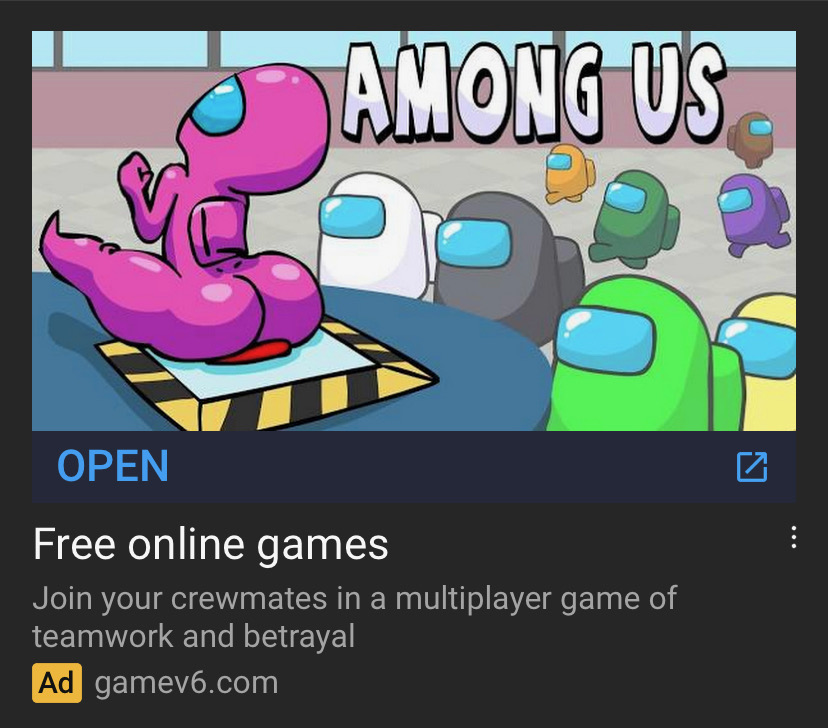 AMONG US
OPEN
Free online games
Join your crewmates in a multiplayer game of
teamwork and betrayal
Ad gamev6.com